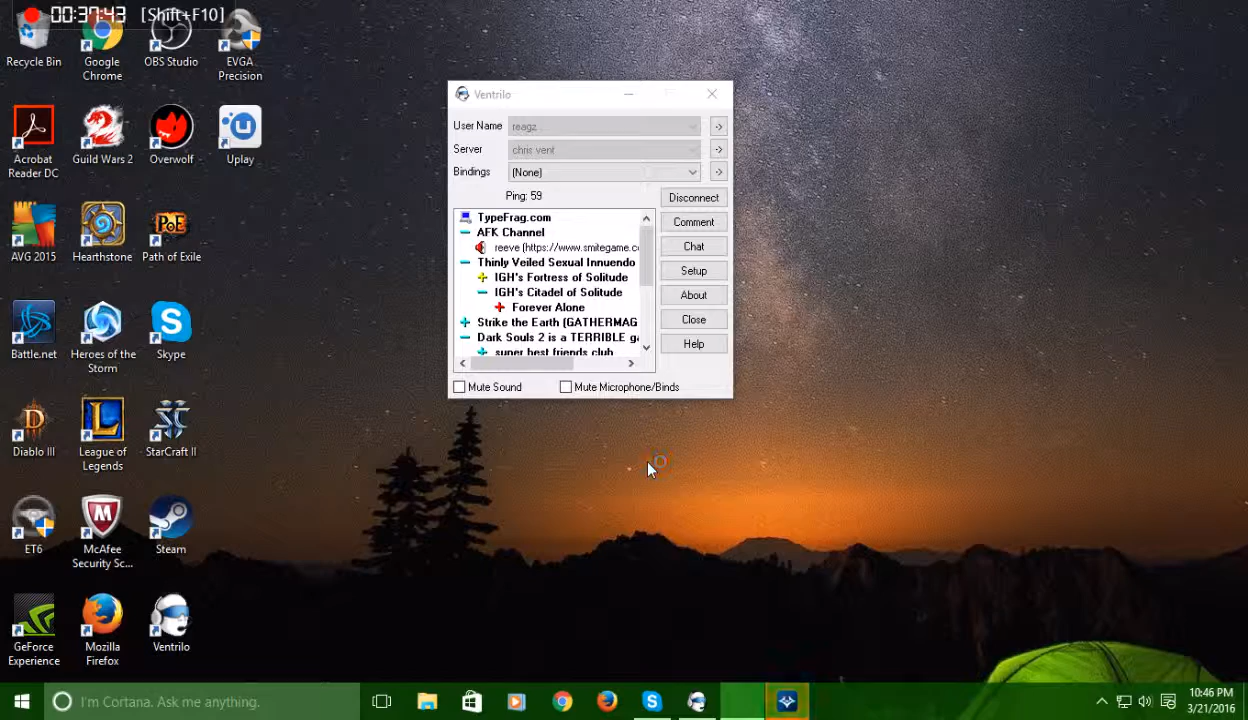 00:37:43 [Shift+F10]
Recycle Bin
Google Chrome
OBS Studio
EVGA Precision
Acrobat Reader DC
Guild Wars 2
Overwolf
Uplay
AVG 2015
Hearthstone
PoE
Path of Exile
Battle.net
Heroes of the Storm
Skype
Diablo III
League of Legends
StarCraft II
ET6
McAfee Security Sc...
Steam
GeForce Experience
Mozilla Firefox
Ventrilo
Ventrilo
User Name reagz
Server chris vent
Bindings (None)
Ping: 59
TypeFrag.com
AFK Channel
reeve (https://www.smitegame.c
Thinly Veiled Sexual Innuendo
IGH's Fortress of Solitude
IGH's Citadel of Solitude
Forever Alone
Strike the Earth (GATHERMAG
Dark Souls 2 is a TERRIBLE g
super best friends club
Disconnect
Comment
Chat
Setup
About
Close
Help
Mute Sound
Mute Microphone/Binds
I'm Cortana. Ask me anything.
10:46 PM
3/21/2016